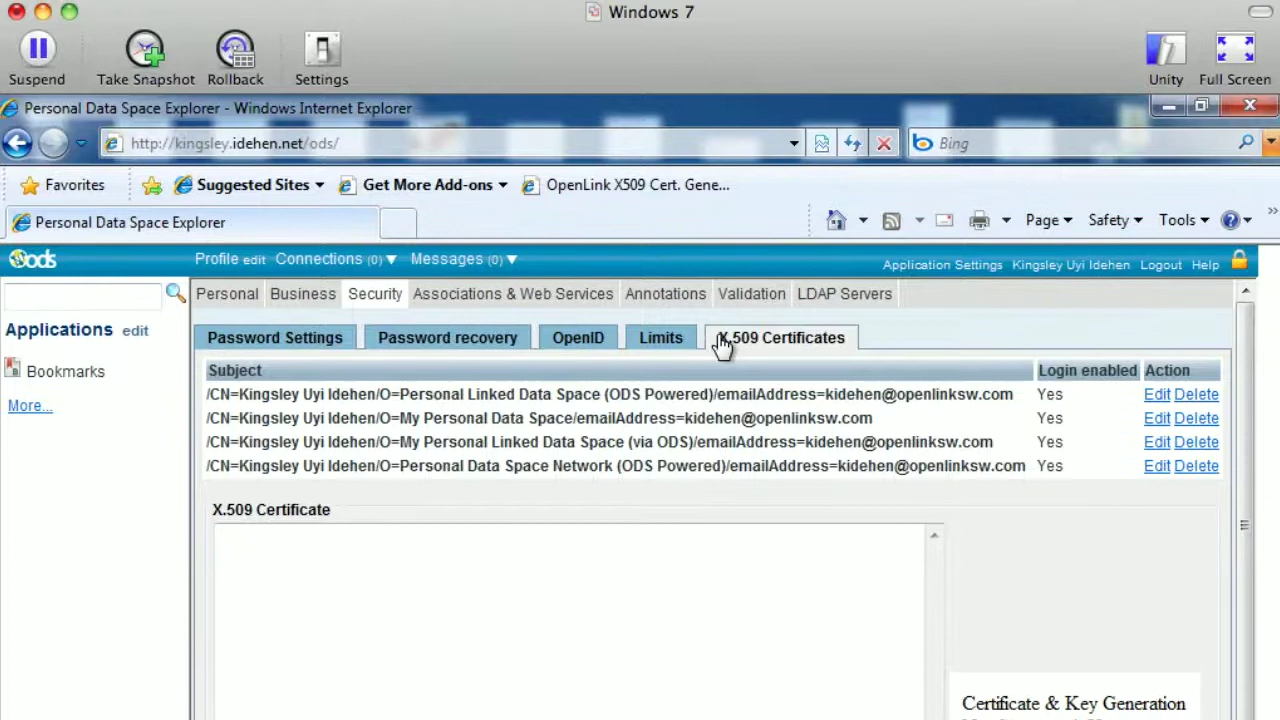 Windows 7
Suspend Take Snapshot Rollback Settings Unity Full Screen
Personal Data Space Explorer - Windows Internet Explorer
http://kingsley.idehen.net/ods/ Bing
Favorites Suggested Sites Get More Add-ons OpenLink X509 Cert. Gene...
Personal Data Space Explorer Page Safety Tools
ods Profile edit Connections (0) Messages (0)
Application Settings Kingsley Uyi Idehen Logout Help
Personal Business Security Associations & Web Services Annotations Validation LDAP Servers
Applications edit
Bookmarks
More...
Password Settings Password recovery OpenID Limits X.509 Certificates
Subject Login enabled Action
/CN=Kingsley Uyi Idehen/O=Personal Linked Data Space (ODS Powered)/emailAddress=kidehen@openlinksw.com Yes Edit Delete
/CN=Kingsley Uyi Idehen/O=My Personal Data Space/emailAddress=kidehen@openlinksw.com Yes Edit Delete
/CN=Kingsley Uyi Idehen/O=My Personal Linked Data Space (via ODS)/emailAddress=kidehen@openlinksw.com Yes Edit Delete
/CN=Kingsley Uyi Idehen/O=Personal Data Space Network (ODS Powered)/emailAddress=kidehen@openlinksw.com Yes Edit Delete
X.509 Certificate
Certificate & Key Generation